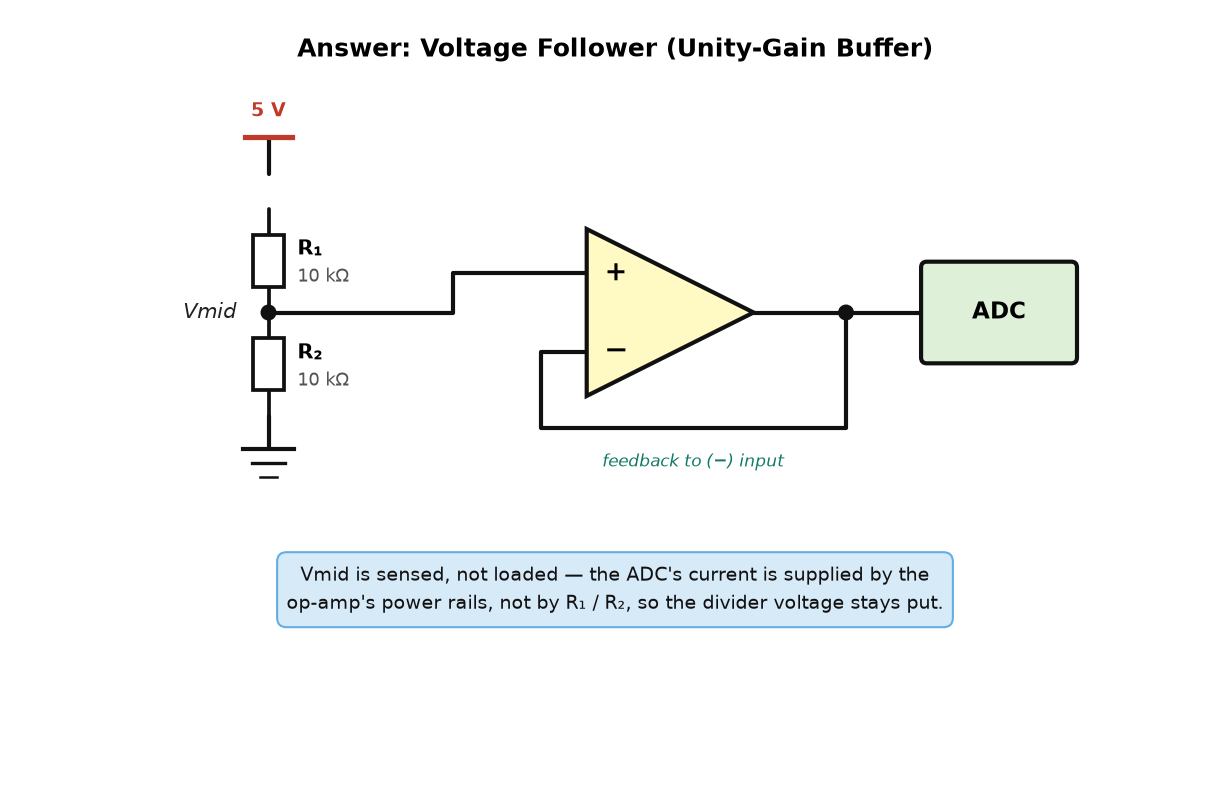 Answer: Voltage Follower (Unity-Gain Buffer)
5 V
R₁
10 kΩ
Vmid
R₂
10 kΩ
+
−
ADC
feedback to (−) input
Vmid is sensed, not loaded — the ADC's current is supplied by the
op-amp's power rails, not by R₁ / R₂, so the divider voltage stays put.